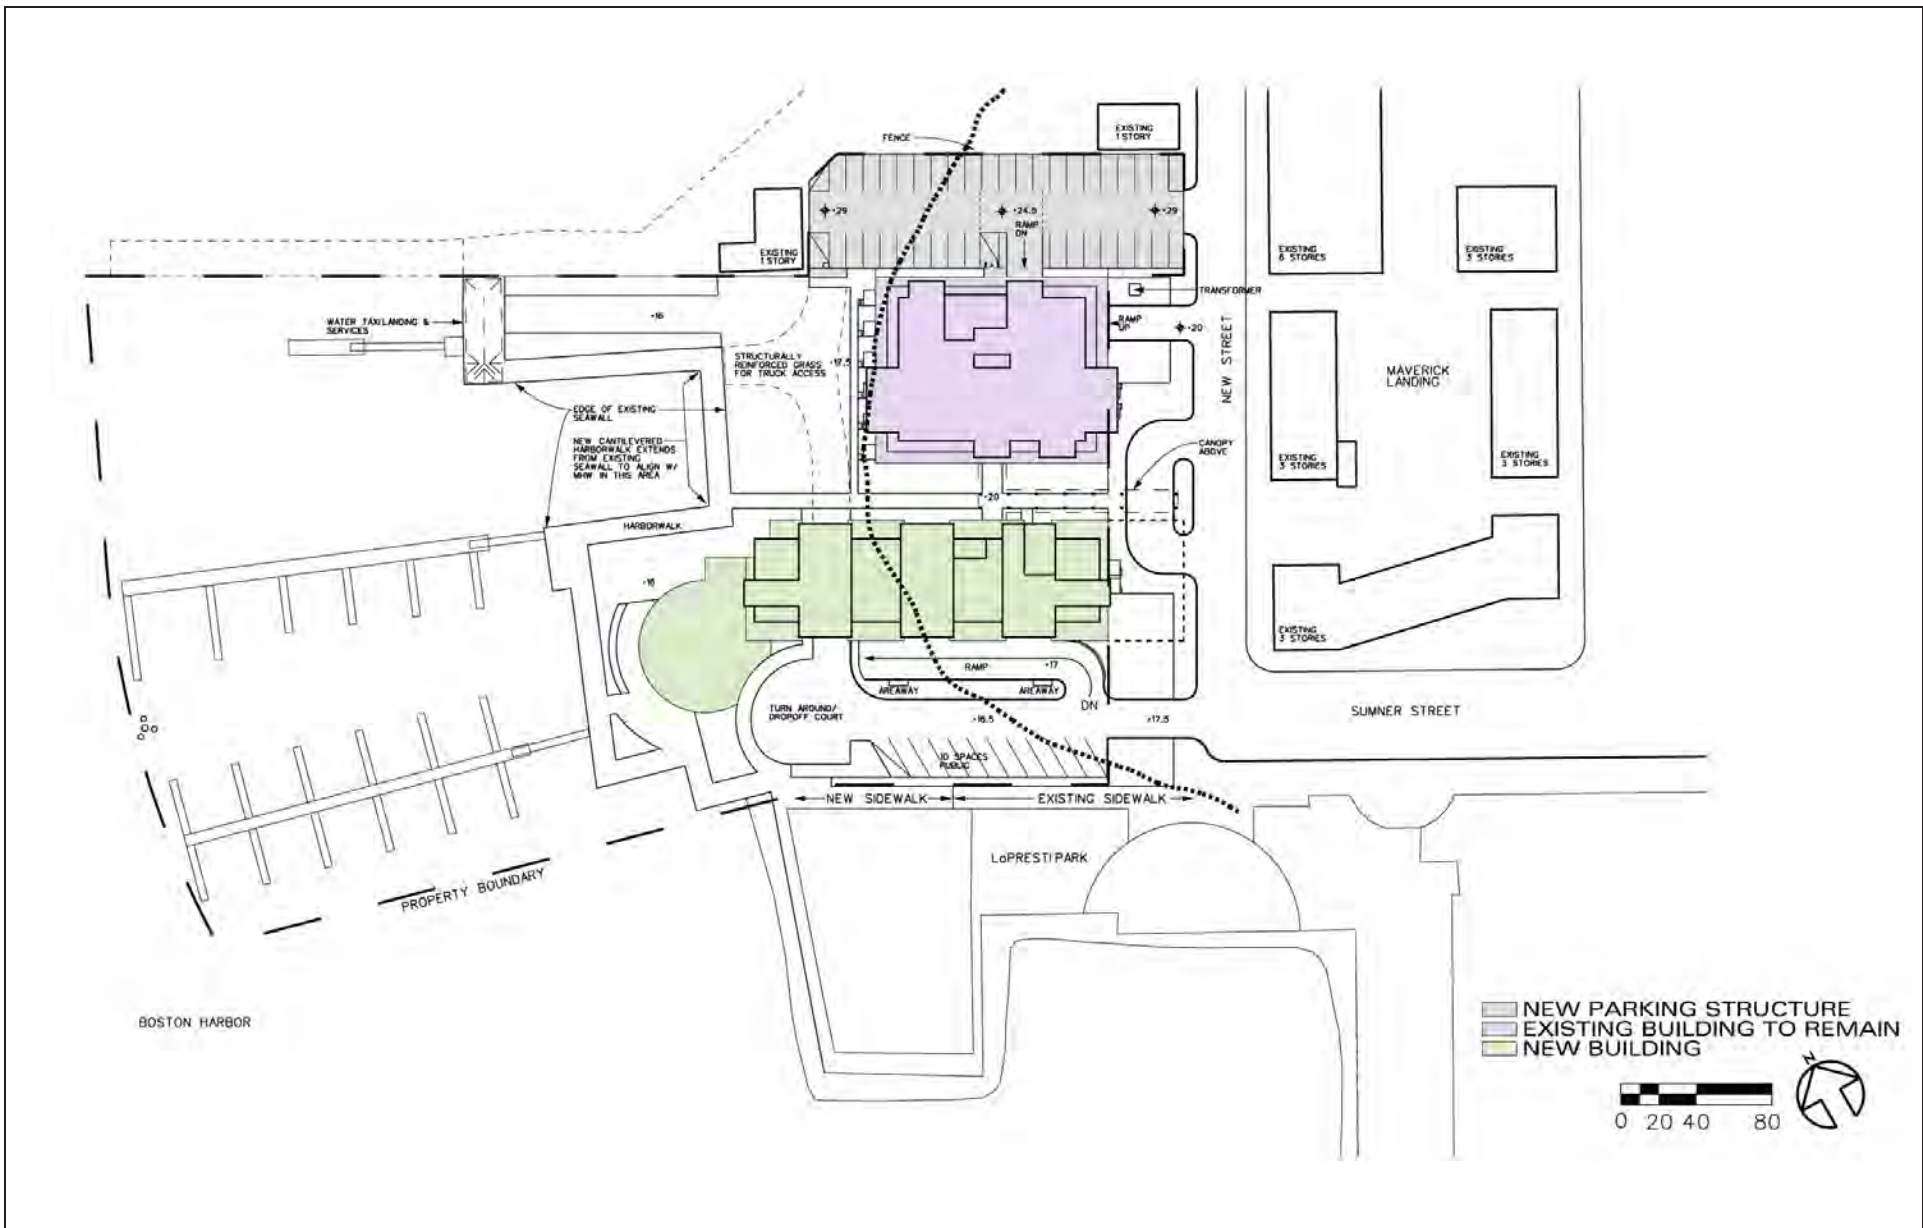 EXISTING
1 STORY
FENCE
+29
+24.5
+29
RAMP
DN
EXISTING
1 STORY
EXISTING
6 STORIES
EXISTING
3 STORIES
TRANSFORMER
WATER TAXI LANDING &
SERVICES
+16
RAMP
UP
+20
NEW STREET
STRUCTURALLY
REINFORCED GRASS
FOR TRUCK ACCESS
+17.5
MAVERICK
LANDING
EDGE OF EXISTING
SEAWALL
NEW CANTILEVERED
HARBORWALK EXTENDS
FROM EXISTING
SEAWALL TO ALIGN W/
MHW IN THIS AREA
CANOPY
ABOVE
EXISTING
3 STORIES
EXISTING
3 STORIES
+20
HARBORWALK
+16
EXISTING
3 STORIES
RAMP
+17
AREAWAY
AREAWAY
DN
TURN AROUND/
DROPOFF COURT
+16.5
+17.5
SUMNER STREET
10 SPACES
PUBLIC
NEW SIDEWALK
EXISTING SIDEWALK
LoPRESTI PARK
PROPERTY BOUNDARY
BOSTON HARBOR
NEW PARKING STRUCTURE
EXISTING BUILDING TO REMAIN
NEW BUILDING
N
0 20 40 80